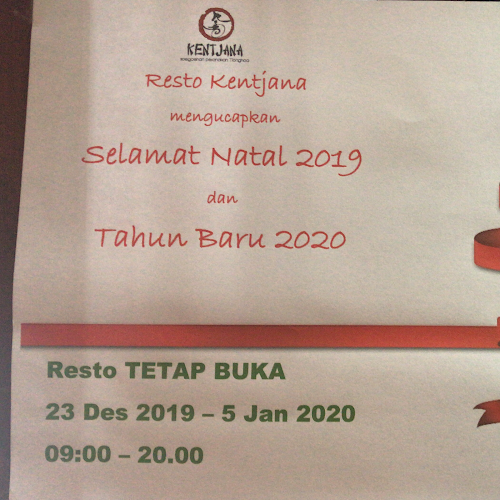 KENTJANA
Resto Kentjana
mengucapkan
Selamat Natal 2019
dan
Tahun Baru 2020
Resto TETAP BUKA
23 Des 2019 – 5 Jan 2020
09:00 – 20.00